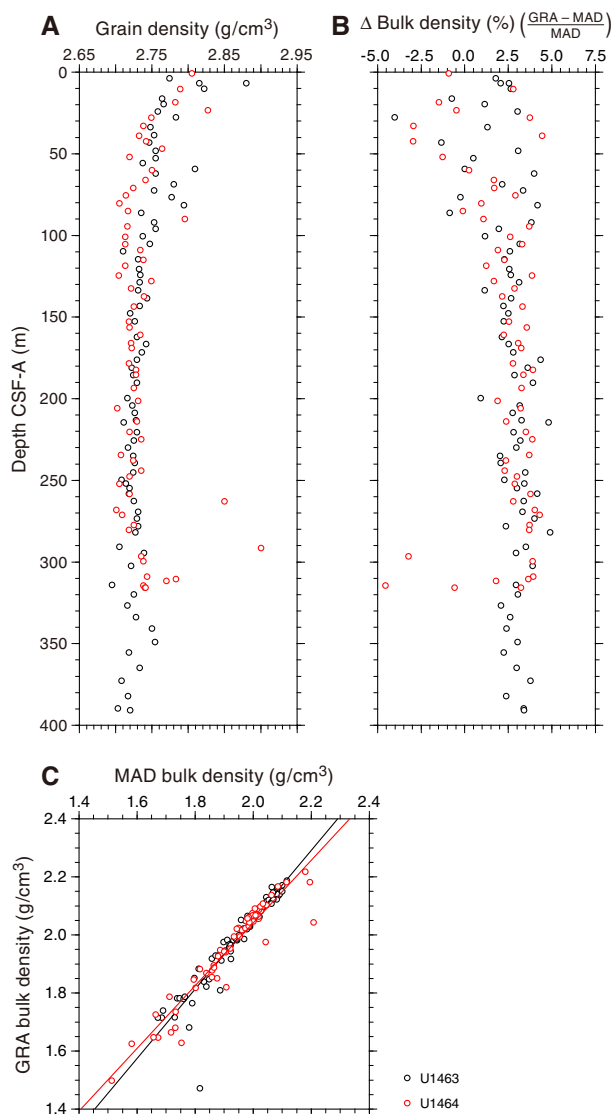 A Grain density (g/cm³)
2.65 2.75 2.85 2.95
B Δ Bulk density (%) (GRA – MAD / MAD)
-5.0 -2.5 0.0 2.5 5.0 7.5
0
50
100
150
200
250
300
350
400
Depth CSF-A (m)
C MAD bulk density (g/cm³)
1.4 1.6 1.8 2.0 2.2 2.4
2.4
2.2
2.0
1.8
1.6
1.4
GRA bulk density (g/cm³)
U1463
U1464